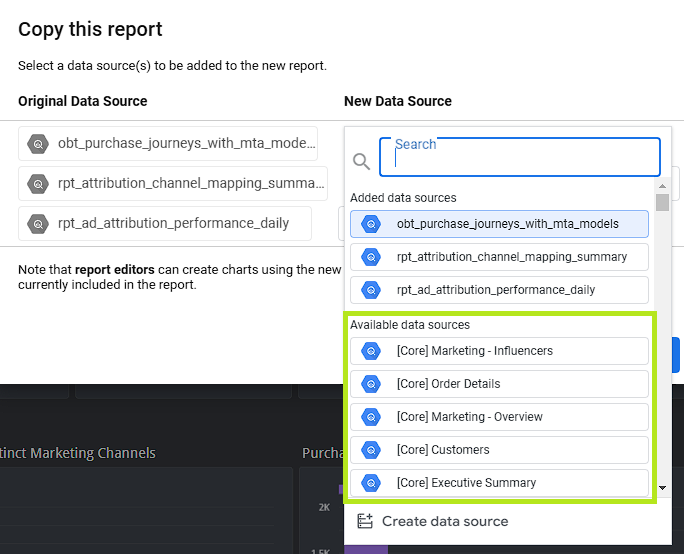 Copy this report
Select a data source(s) to be added to the new report.
Original Data Source
New Data Source
obt_purchase_journeys_with_mta_mode...
rpt_attribution_channel_mapping_summa...
rpt_ad_attribution_performance_daily
Search
Added data sources
obt_purchase_journeys_with_mta_models
rpt_attribution_channel_mapping_summary
rpt_ad_attribution_performance_daily
Note that report editors can create charts using the new
currently included in the report.
Available data sources
[Core] Marketing - Influencers
[Core] Order Details
[Core] Marketing - Overview
[Core] Customers
[Core] Executive Summary
Create data source
tinct Marketing Channels
Purcha
2K
1.5K